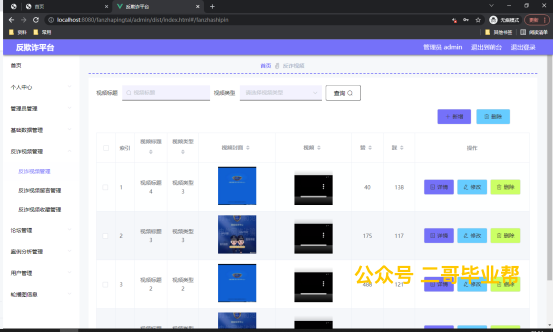 首页
反欺诈平台
localhost:8080/fanzhapingtai/admin/dist/index.html#/fanzhashipin
无痕模式
更新
资料
常用
其他书签
阅读清单
反欺诈平台
管理员 admin
退出到前台
退出登录
首页
个人中心
管理员管理
基础数据管理
反诈视频管理
反诈视频管理
反诈视频留言管理
反诈视频收藏管理
论坛管理
案例分析管理
用户管理
轮播图信息
首页
反诈视频
视频标题
视频标题
视频类型
请选择视频类型
查询
新增
删除
索引
视频标题
视频类型
视频封面
视频
赞
踩
操作
1
视频标题4
视频类型3
40
138
详情
修改
删除
2
视频标题3
视频类型3
175
117
详情
修改
删除
3
视频标题2
视频类型2
488
121
详情
修改
删除
公众号 二哥毕业帮